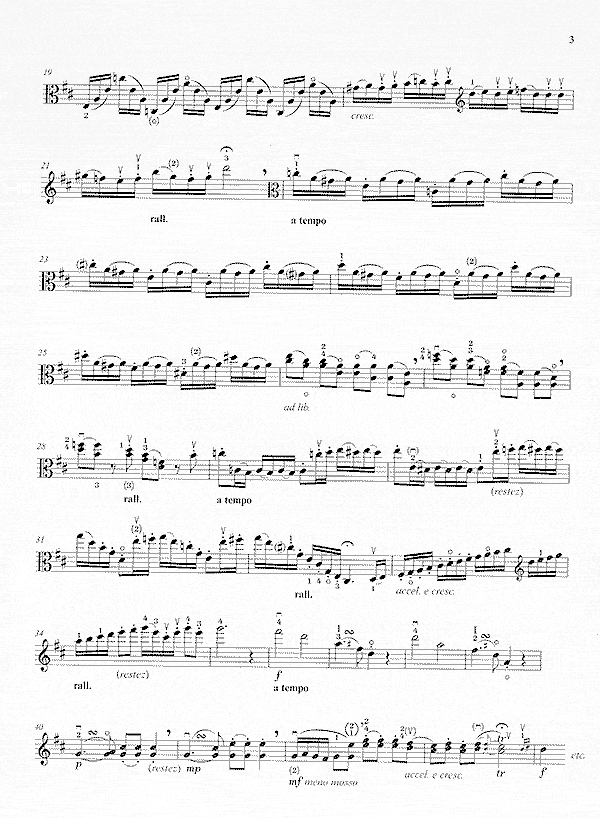 3
19
cresc.
21
rall.
a tempo
23
25
ad lib.
28
rall.
a tempo
(restez)
31
rall.
accel. e cresc.
34
rall.
(restez)
f
a tempo
40
p
(restez)
mp
mf meno mosso
accel. e cresc.
tr
f
etc.